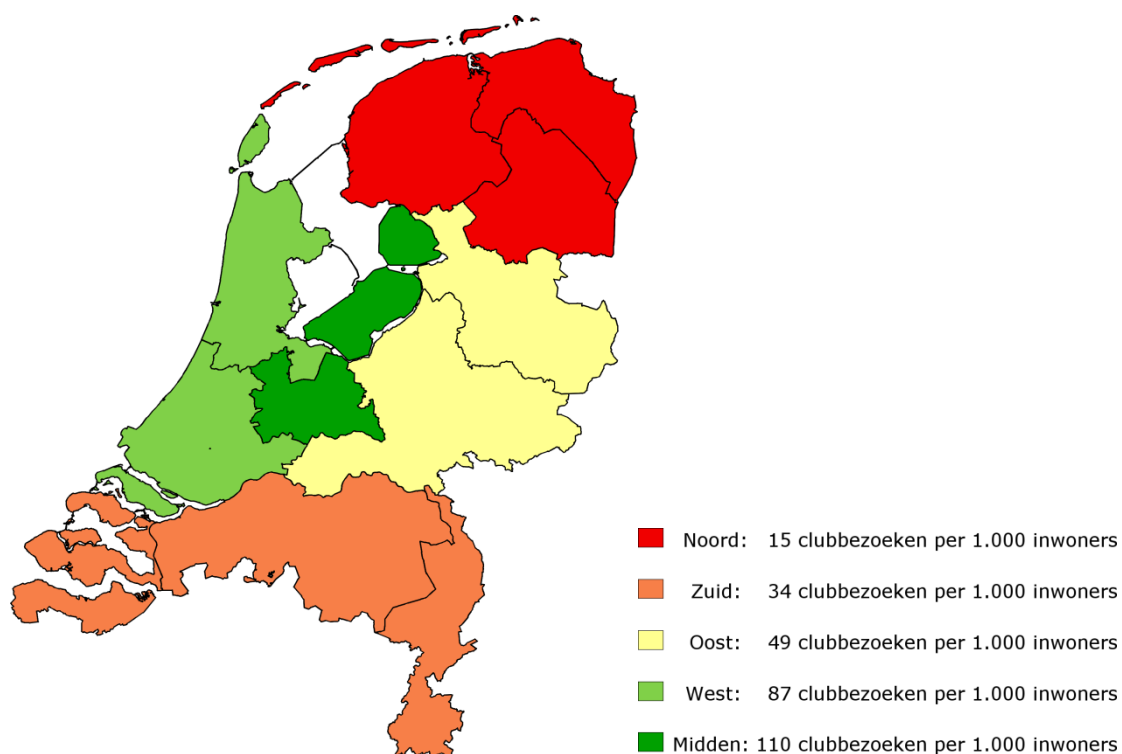 Noord: 15 clubbezoeken per 1.000 inwoners
Zuid: 34 clubbezoeken per 1.000 inwoners
Oost: 49 clubbezoeken per 1.000 inwoners
West: 87 clubbezoeken per 1.000 inwoners
Midden: 110 clubbezoeken per 1.000 inwoners